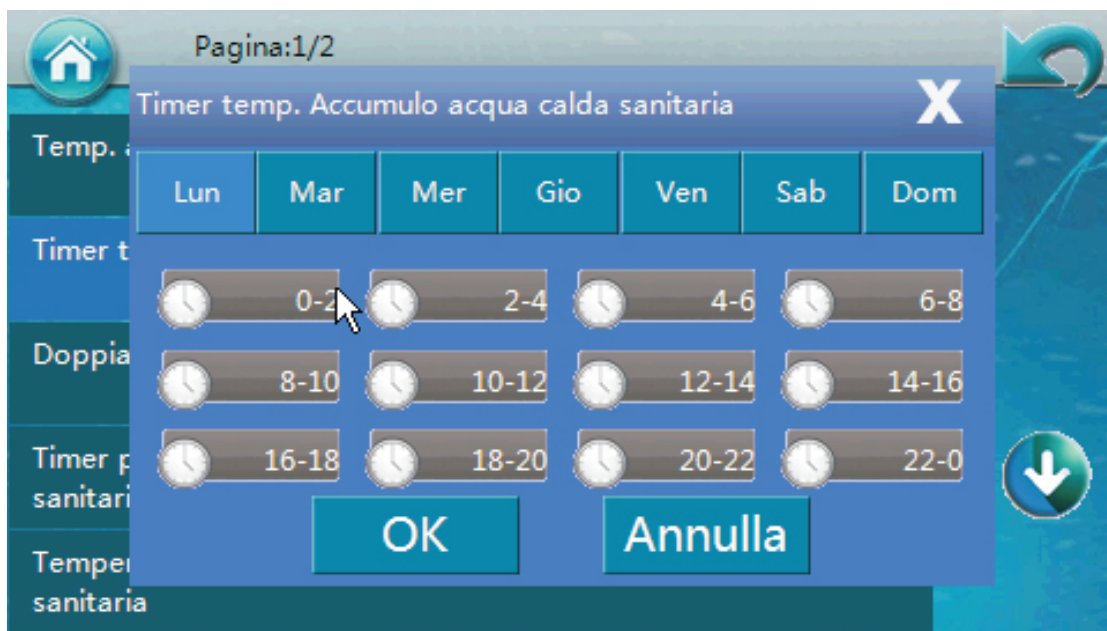 Pagina:1/2
Timer temp. Accumulo acqua calda sanitaria
X
Temp.
Lun Mar Mer Gio Ven Sab Dom
Timer
0-2 2-4 4-6 6-8
Doppia
8-10 10-12 12-14 14-16
Timer
16-18 18-20 20-22 22-0
OK Annulla
sanitaria